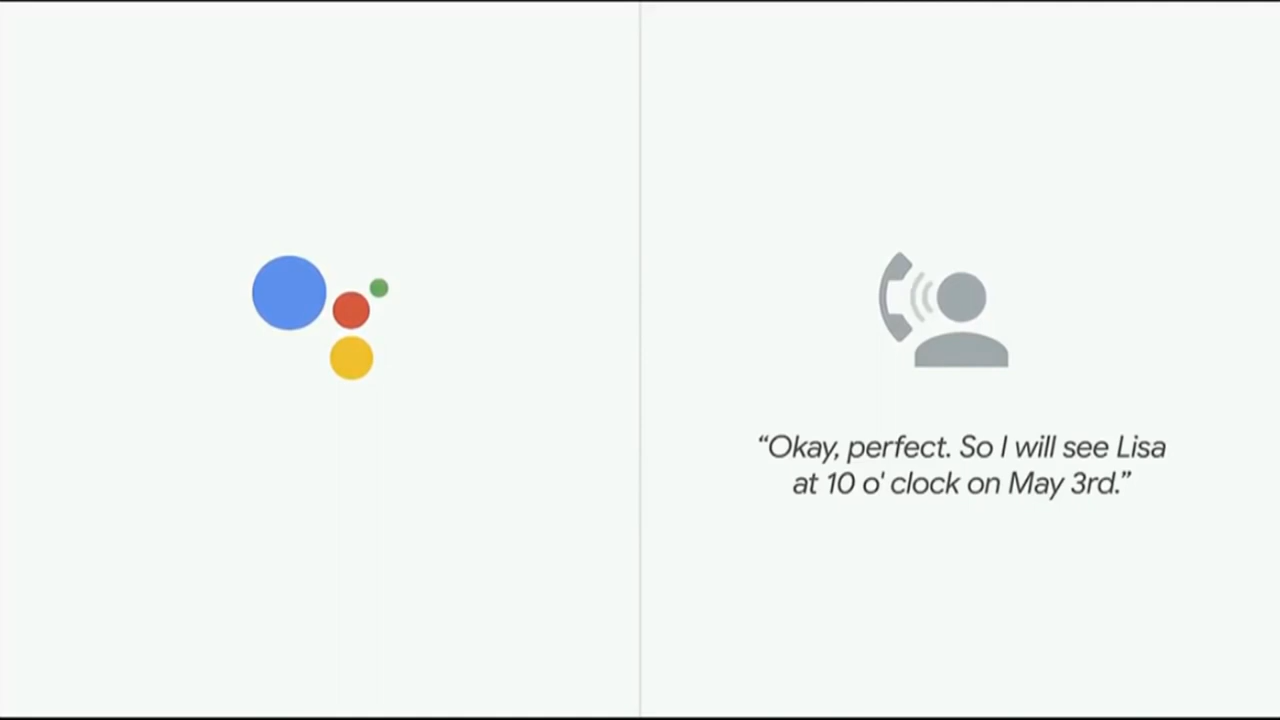 “Okay, perfect. So I will see Lisa
at 10 o' clock on May 3rd.”